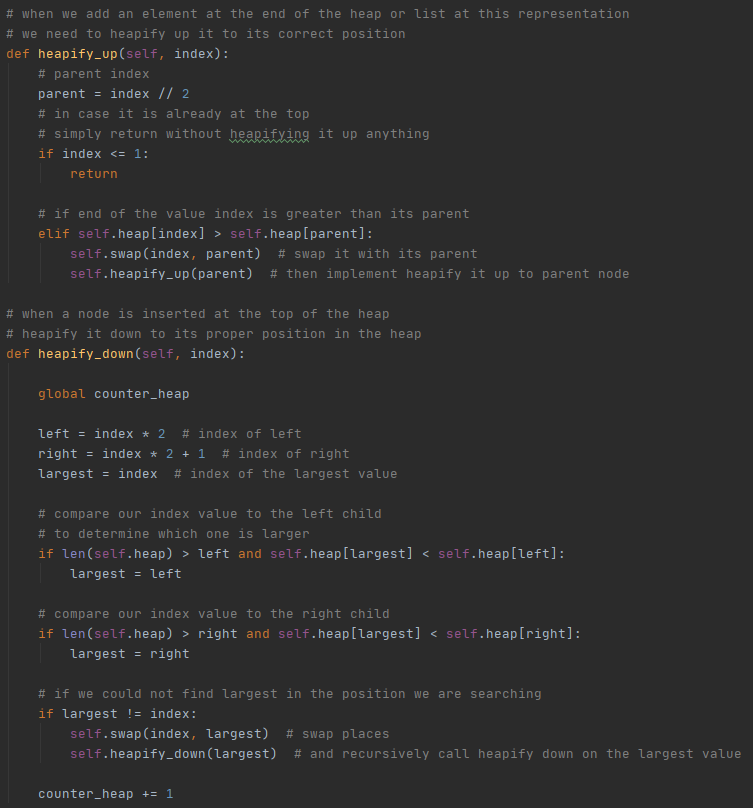 # when we add an element at the end of the heap or list at this representation
# we need to heapify up it to its correct position
def heapify_up(self, index):
    # parent index
    parent = index // 2
    # in case it is already at the top
    # simply return without heapifying it up anything
    if index <= 1:
        return

    # if end of the value index is greater than its parent
    elif self.heap[index] > self.heap[parent]:
        self.swap(index, parent)  # swap it with its parent
        self.heapify_up(parent)  # then implement heapify it up to parent node

# when a node is inserted at the top of the heap
# heapify it down to its proper position in the heap
def heapify_down(self, index):

    global counter_heap

    left = index * 2  # index of left
    right = index * 2 + 1  # index of right
    largest = index  # index of the largest value

    # compare our index value to the left child
    # to determine which one is larger
    if len(self.heap) > left and self.heap[largest] < self.heap[left]:
        largest = left

    # compare our index value to the right child
    if len(self.heap) > right and self.heap[largest] < self.heap[right]:
        largest = right

    # if we could not find largest in the position we are searching
    if largest != index:
        self.swap(index, largest)  # swap places
        self.heapify_down(largest)  # and recursively call heapify down on the largest value

    counter_heap += 1